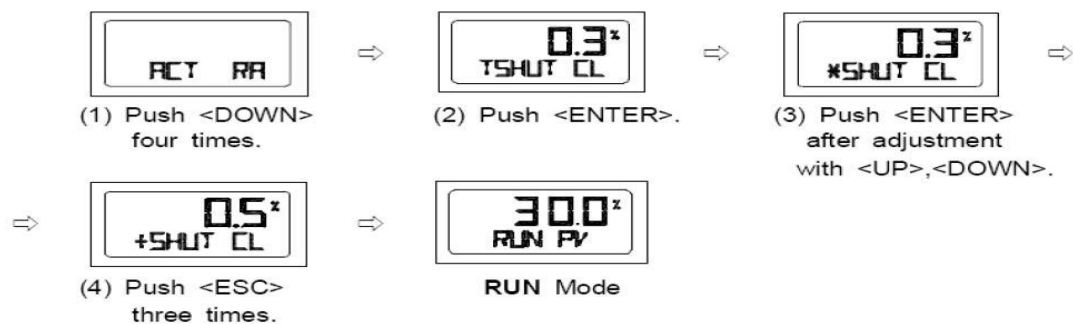 ACT RA
(1) Push <DOWN>
four times.
0.3%
TSHUT CL
(2) Push <ENTER>.
0.3%
*SHUT CL
(3) Push <ENTER>
after adjustment
with <UP>,<DOWN>.
0.5%
+SHUT CL
(4) Push <ESC>
three times.
30.0%
RUN PV
RUN Mode